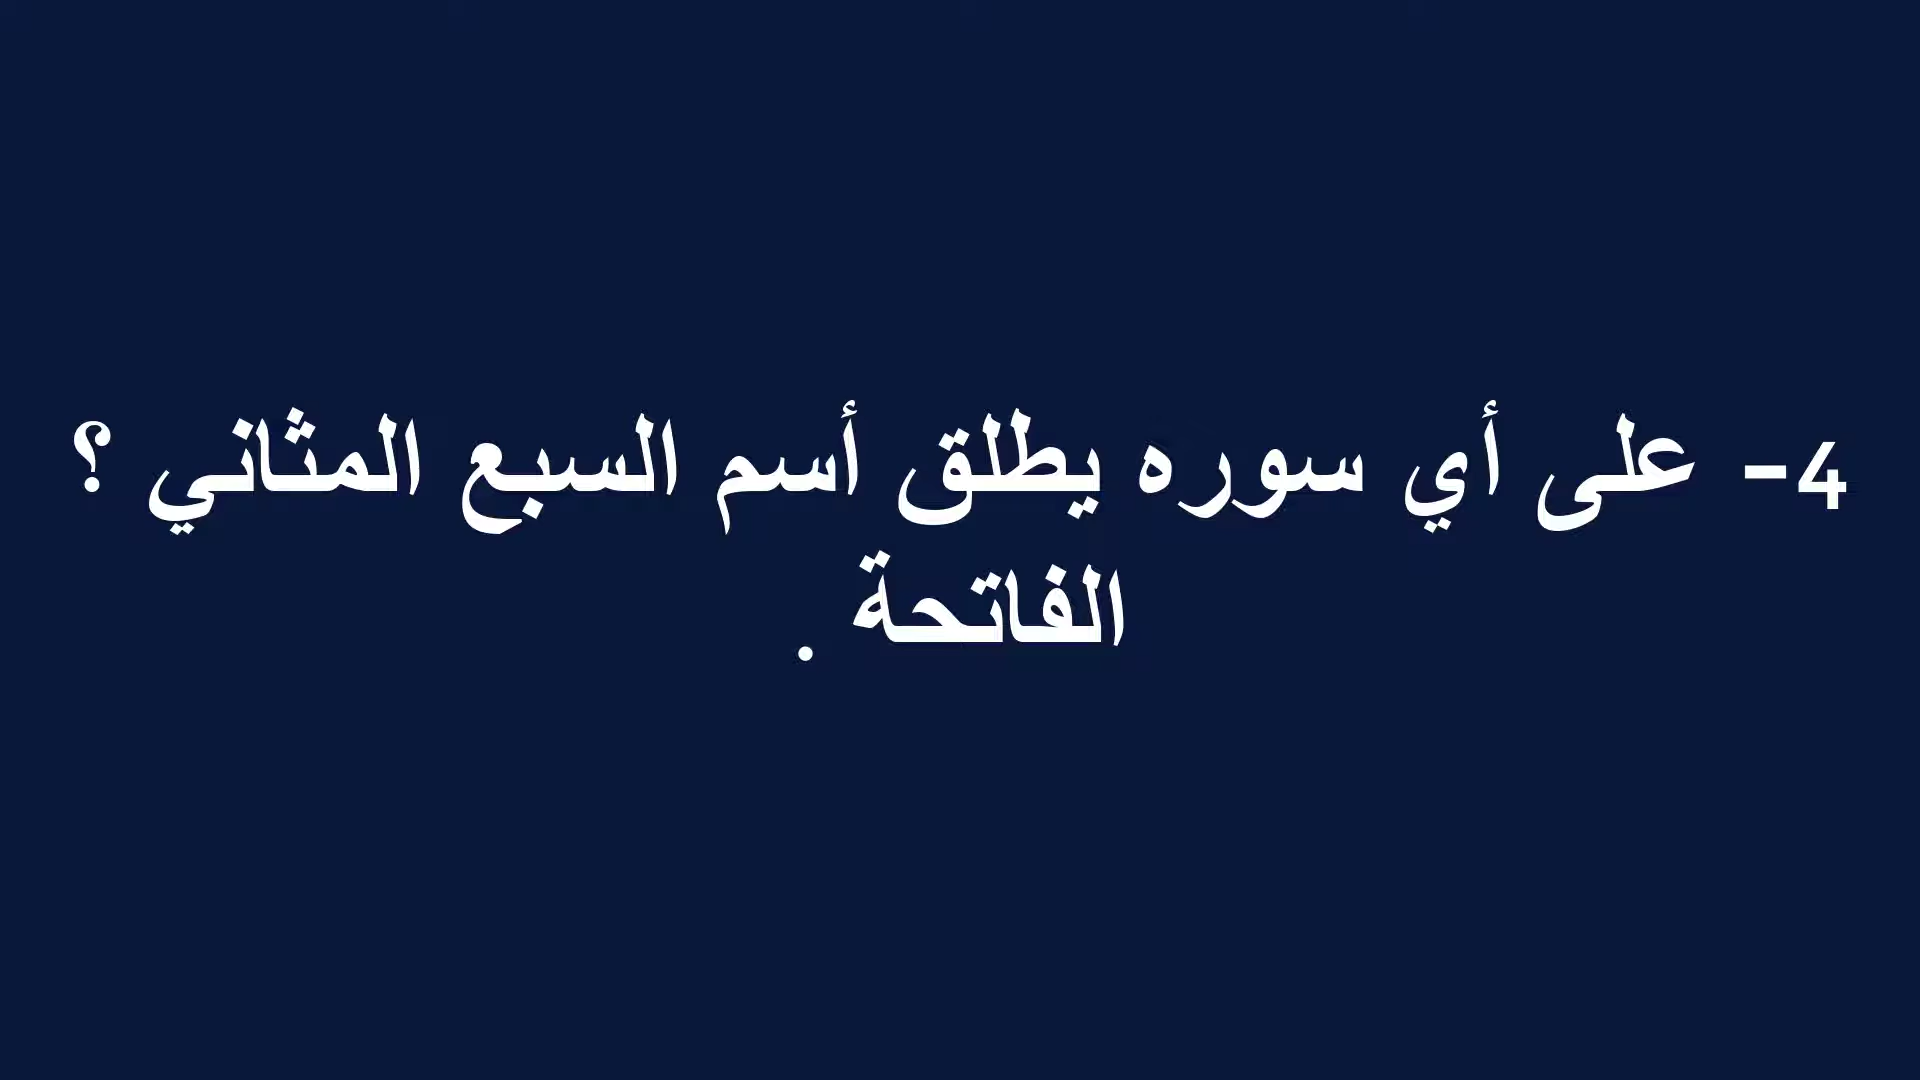 4- على أي سوره يطلق أسم السبع المثاني ؟
الفاتحة .